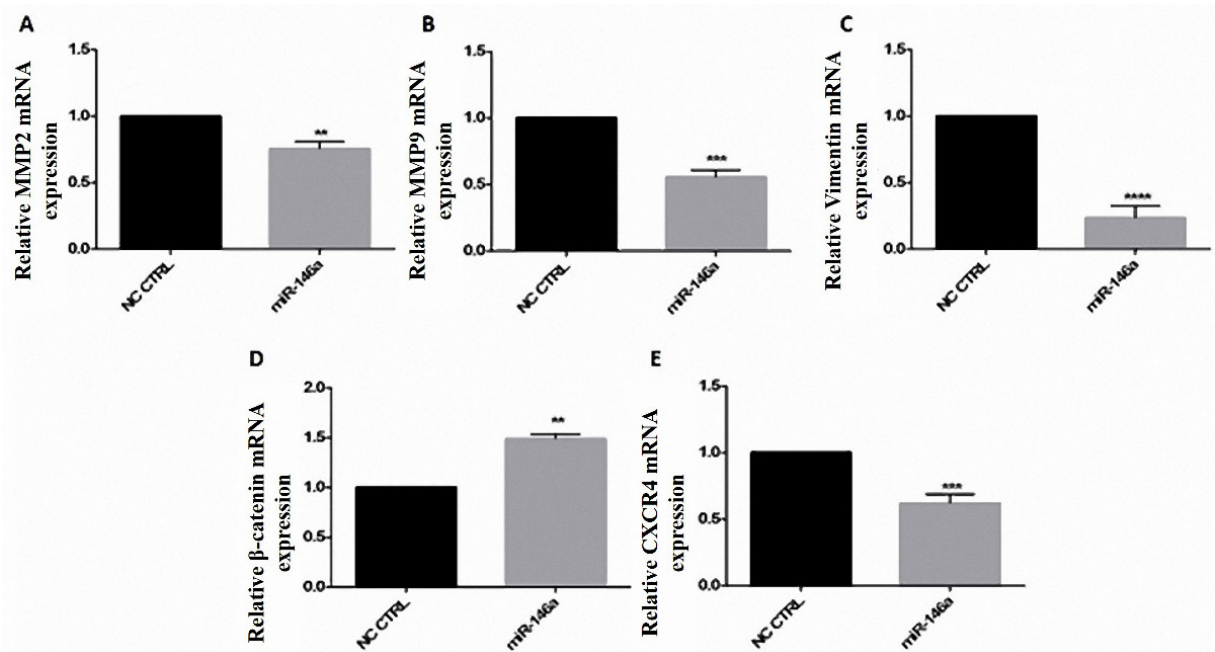 A
Relative MMP2 mRNA
expression
1.5
1.0
0.5
0.0
**
NC CTRL
miR-146a
B
Relative MMP9 mRNA
expression
1.5
1.0
0.5
0.0
***
NC CTRL
miR-146a
C
Relative Vimentin mRNA
expression
1.5
1.0
0.5
0.0
****
NC CTRL
miR-146a
D
Relative β-catenin mRNA
expression
2.0
1.5
1.0
0.5
0.0
**
NC CTRL
miR-146a
E
Relative CXCR4 mRNA
expression
1.5
1.0
0.5
0.0
***
NC CTRL
miR-146a